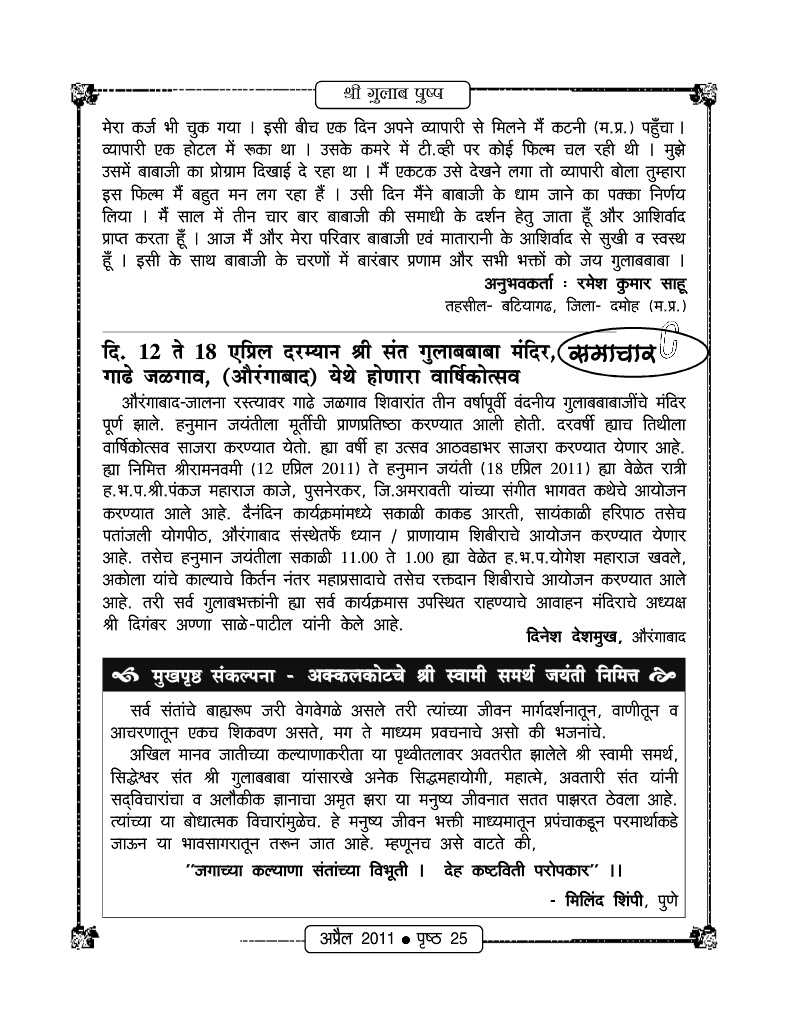 श्री गुलाब पुष्प
मेरा कर्ज भी चुक गया । इसी बीच एक दिन अपने व्यापारी से मिलने मैं कटनी (म.प्र.) पहुँचा ।
व्यापारी एक होटल में रूका था । उसके कमरे में टी.व्ही पर कोई फिल्म चल रही थी । मुझे
उसमें बाबाजी का प्रोग्राम दिखाई दे रहा था । मैं एकटक उसे देखने लगा तो व्यापारी बोला तुम्हारा
इस फिल्म मैं बहुत मन लग रहा हैं । उसी दिन मैंने बाबाजी के धाम जाने का पक्का निर्णय
लिया । मैं साल में तीन चार बार बाबाजी की समाधी के दर्शन हेतु जाता हूँ और आशिर्वाद
प्राप्त करता हूँ । आज मैं और मेरा परिवार बाबाजी एवं मातारानी के आशिर्वाद से सुखी व स्वस्थ
हूँ । इसी के साथ बाबाजी के चरणों में बारंबार प्रणाम और सभी भक्तों को जय गुलाबबाबा ।
अनुभवकर्ता : रमेश कुमार साहू
तहसील- बटियागढ, जिला- दमोह (म.प्र.)
दि. 12 ते 18 एप्रिल दरम्यान श्री संत गुलाबबाबा मंदिर, समाचार
गाढे जळगाव, (औरंगाबाद) येथे होणारा वार्षिकोत्सव
औरंगाबाद-जालना रस्त्यावर गाढे जळगाव शिवारांत तीन वर्षापूर्वी वंदनीय गुलाबबाबाजींचे मंदिर
पूर्ण झाले. हनुमान जयंतीला मूर्तीची प्राणप्रतिष्ठा करण्यात आली होती. दरवर्षी ह्याच तिथीला
वार्षिकोत्सव साजरा करण्यात येतो. ह्या वर्षी हा उत्सव आठवडाभर साजरा करण्यात येणार आहे.
ह्या निमित्त श्रीरामनवमी (12 एप्रिल 2011) ते हनुमान जयंती (18 एप्रिल 2011) ह्या वेळेत रात्री
ह.भ.प.श्री.पंकज महाराज काजे, पुसनेरकर, जि.अमरावती यांच्या संगीत भागवत कथेचे आयोजन
करण्यात आले आहे. दैनंदिन कार्यक्रमांमध्ये सकाळी काकड आरती, सायंकाळी हरिपाठ तसेच
पतांजली योगपीठ, औरंगाबाद संस्थेतर्फे ध्यान / प्राणायाम शिबीराचे आयोजन करण्यात येणार
आहे. तसेच हनुमान जयंतीला सकाळी 11.00 ते 1.00 ह्या वेळेत ह.भ.प.योगेश महाराज खवले,
अकोला यांचे काल्याचे किर्तन नंतर महाप्रसादाचे तसेच रक्तदान शिबीराचे आयोजन करण्यात आले
आहे. तरी सर्व गुलाबभक्तांनी ह्या सर्व कार्यक्रमास उपस्थित राहण्याचे आवाहन मंदिराचे अध्यक्ष
श्री दिगंबर अण्णा साळे-पाटील यांनी केले आहे.
दिनेश देशमुख, औरंगाबाद
मुखपृष्ठ संकल्पना - अक्कलकोटचे श्री स्वामी समर्थ जयंती निमित्त
सर्व संतांचे बाह्यरूप जरी वेगवेगळे असले तरी त्यांच्या जीवन मार्गदर्शनातून, वाणीतून व
आचरणातून एकच शिकवण असते, मग ते माध्यम प्रवचनाचे असो की भजनांचे.
अखिल मानव जातीच्या कल्याणाकरीता या पृथ्वीतलावर अवतरीत झालेले श्री स्वामी समर्थ,
सिद्धेश्वर संत श्री गुलाबबाबा यांसारखे अनेक सिद्धमहायोगी, महात्मे, अवतारी संत यांनी
सद्‌विचारांचा व अलौकीक ज्ञानाचा अमृत झरा या मनुष्य जीवनात सतत पाझरत ठेवला आहे.
त्यांच्या या बोधात्मक विचारांमुळेच. हे मनुष्य जीवन भक्ती माध्यमातून प्रपंचाकडून परमार्थाकडे
जाऊन या भावसागरातून तरून जात आहे. म्हणूनच असे वाटते की,
''जगाच्या कल्याणा संतांच्या विभूती । देह कष्टविती परोपकार'' ।।
- मिलिंद शिंपी, पुणे
अप्रैल 2011 ● पृष्ठ 25